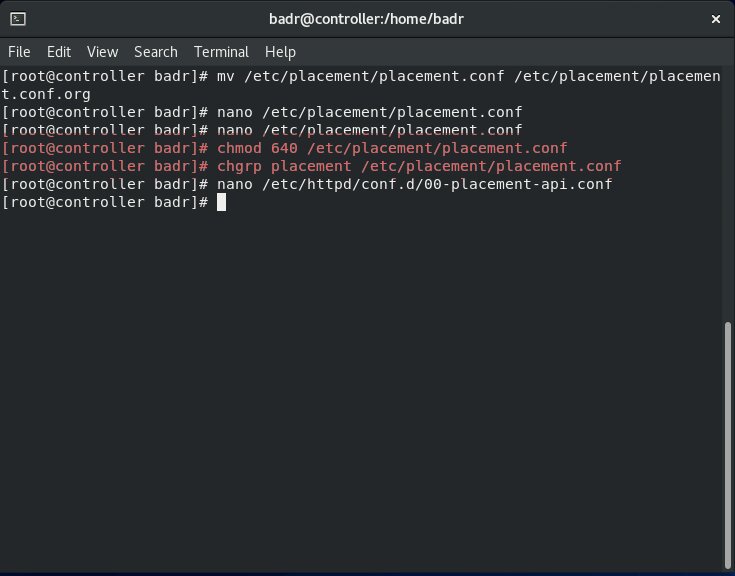 badr@controller:/home/badr
File Edit View Search Terminal Help
[root@controller badr]# mv /etc/placement/placement.conf /etc/placement/placemen
t.conf.org
[root@controller badr]# nano /etc/placement/placement.conf
[root@controller badr]# nano /etc/placement/placement.conf
[root@controller badr]# chmod 640 /etc/placement/placement.conf
[root@controller badr]# chgrp placement /etc/placement/placement.conf
[root@controller badr]# nano /etc/httpd/conf.d/00-placement-api.conf
[root@controller badr]#